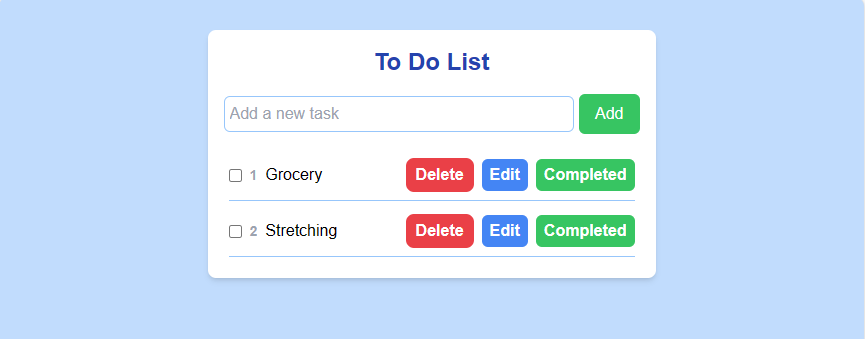 To Do List
Add a new task Add
1 Grocery Delete Edit Completed
2 Stretching Delete Edit Completed